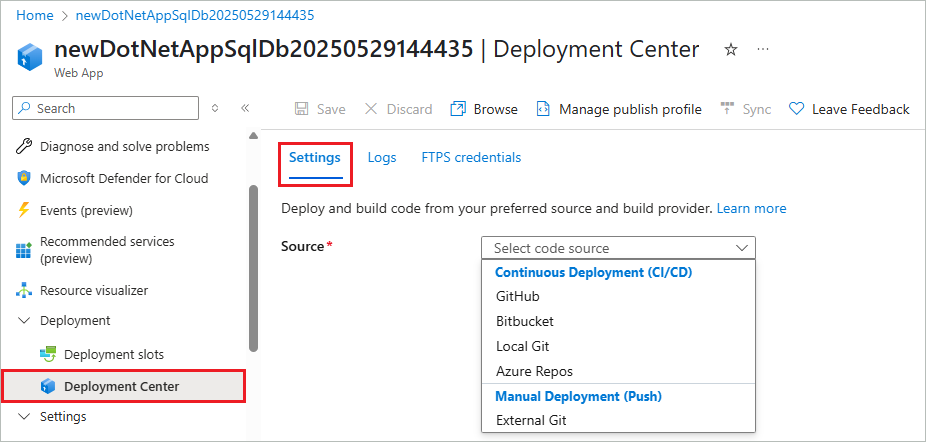 Home > newDotNetAppSqlDb20250529144435
newDotNetAppSqlDb20250529144435 | Deployment Center
Web App
Search
Save Discard Browse Manage publish profile Sync Leave Feedback
Diagnose and solve problems
Microsoft Defender for Cloud
Events (preview)
Recommended services
(preview)
Resource visualizer
Deployment
Deployment slots
Deployment Center
Settings
Settings Logs FTPS credentials
Deploy and build code from your preferred source and build provider. Learn more
Source* Select code source
Continuous Deployment (CI/CD)
GitHub
Bitbucket
Local Git
Azure Repos
Manual Deployment (Push)
External Git